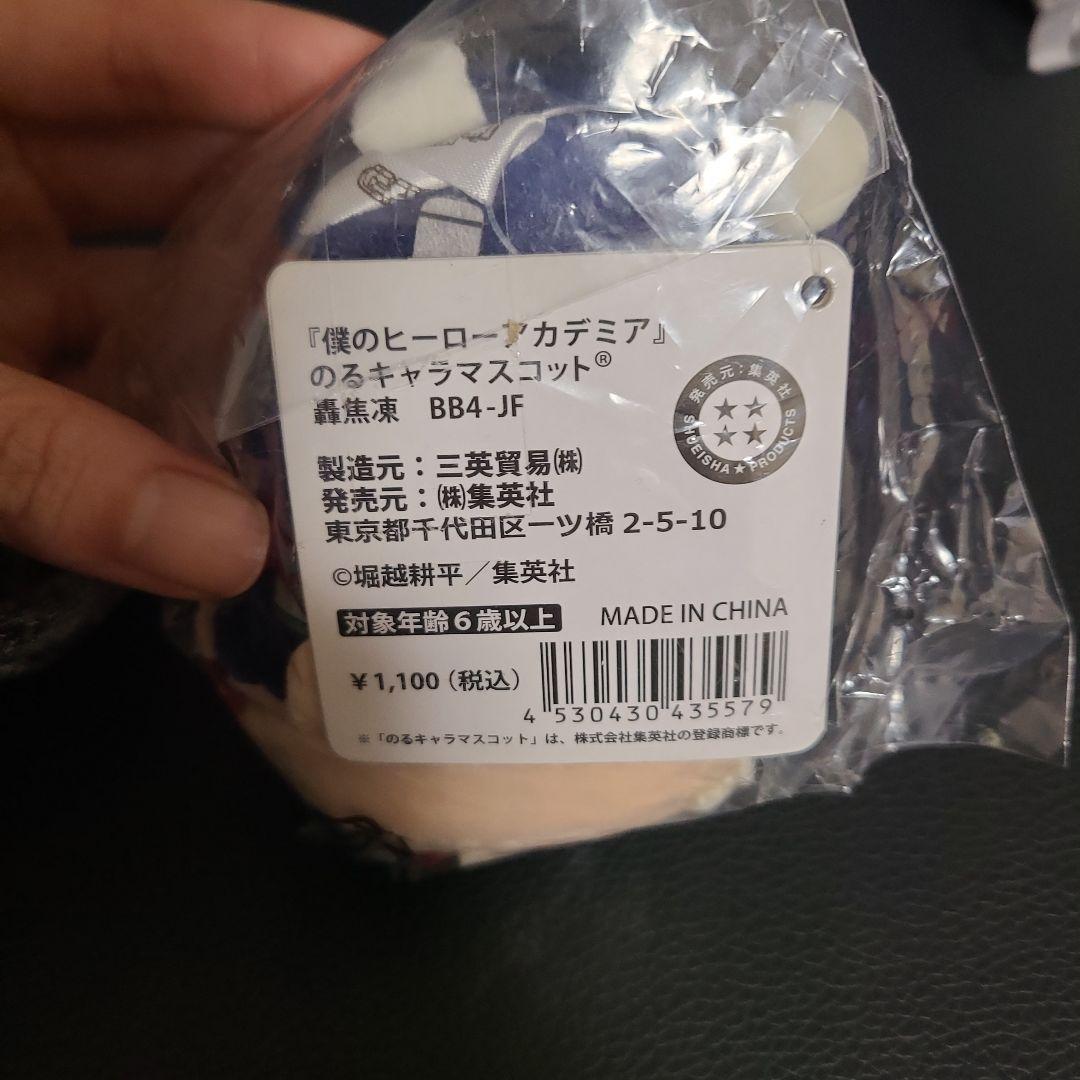 『僕のヒーローアカデミア』
のるキャラマスコット®
轟焦凍 BB4-JF
発売元：集英社
SHUEISHA★PRODUCTS
製造元：三英貿易㈱
発売元：㈱集英社
東京都千代田区一ツ橋 2-5-10
©堀越耕平／集英社
対象年齢6歳以上
MADE IN CHINA
￥1,100（税込）
4 530430 435579
※「のるキャラマスコット」は、株式会社集英社の登録商標です。